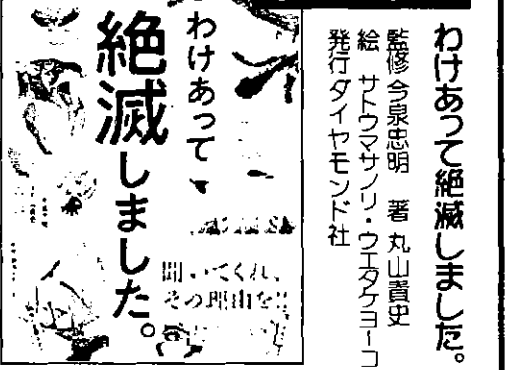 わけあって絶滅しました。
監修 今泉忠明　著 丸山貴史
絵　サトウマサノリ・ウエタケヨーコ
発行 ダイヤモンド社
わけあって
絶滅しました。
聞いてくれ、
その理由を!!